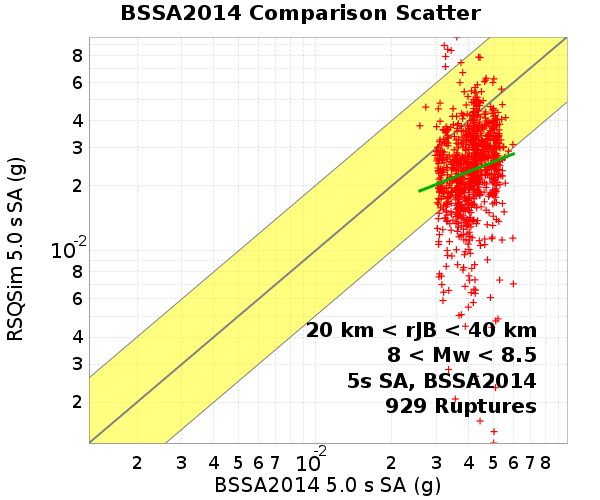 BSSA2014 Comparison Scatter
RSQSim 5.0 s SA (g)
8
6
4
3
2
10-2
8
6
4
3
2
20 km < rJB < 40 km
8 < Mw < 8.5
5s SA, BSSA2014
929 Ruptures
2 3 4 5 6 7 10-2 2 3 4 5 6 7 8
BSSA2014 5.0 s SA (g)